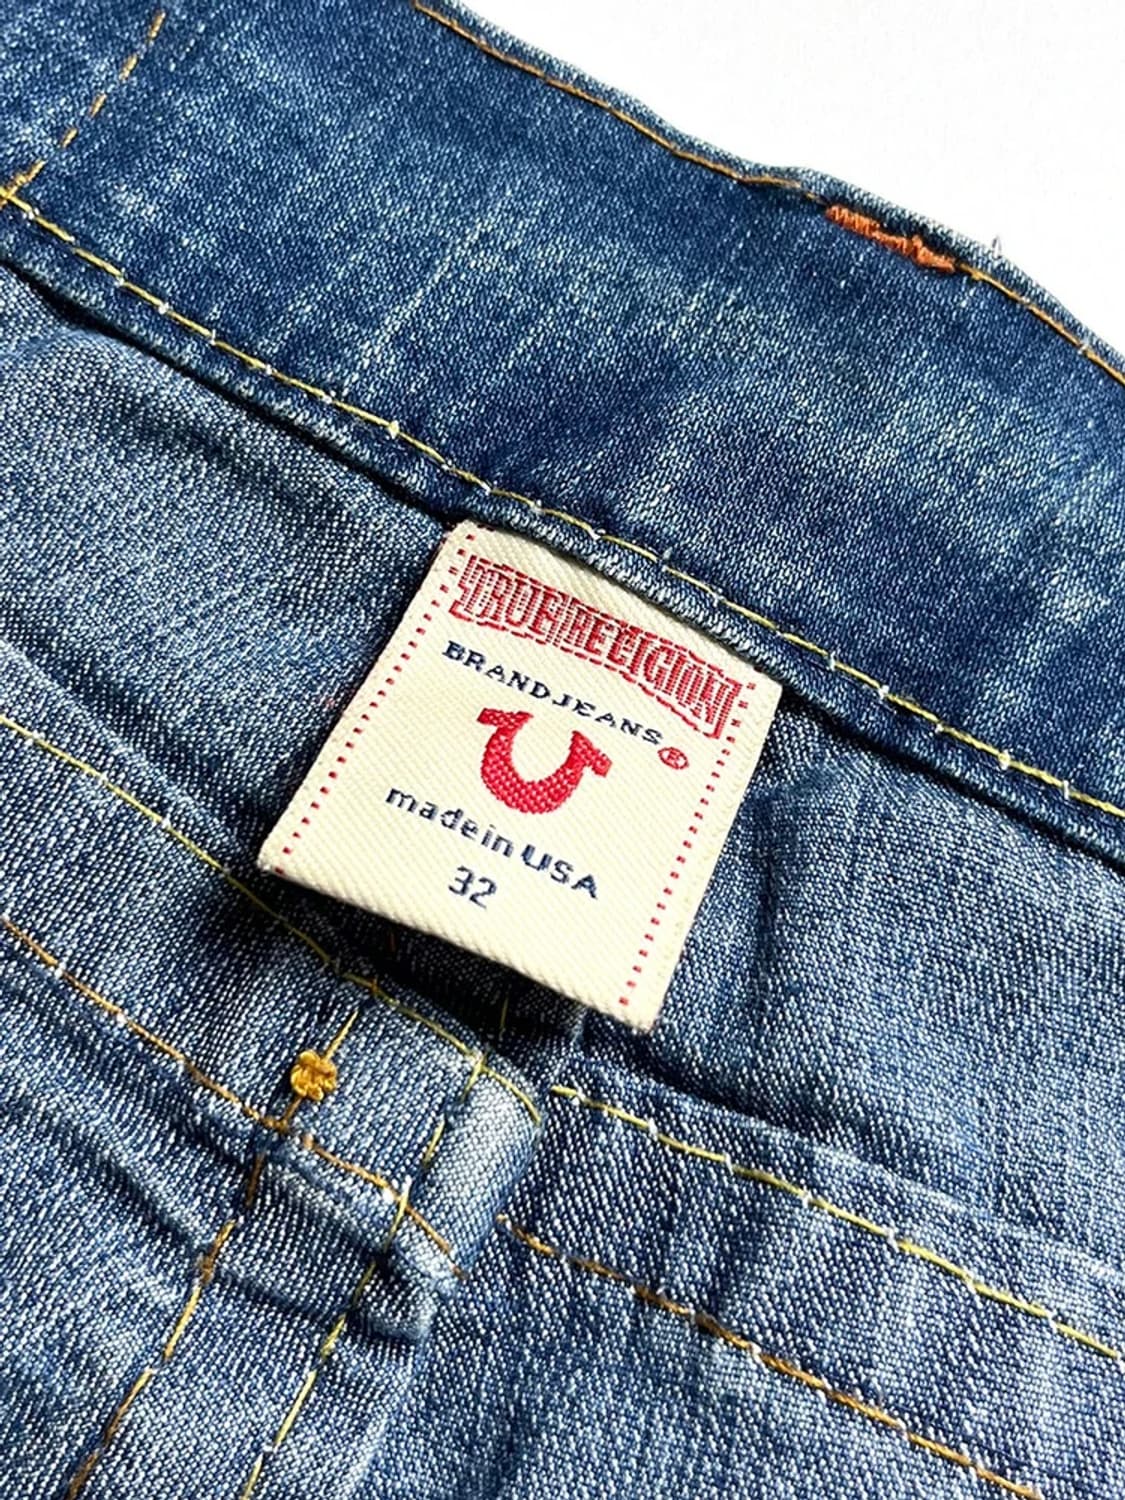 TRUE RELIGION
BRAND JEANS®
made in USA
32